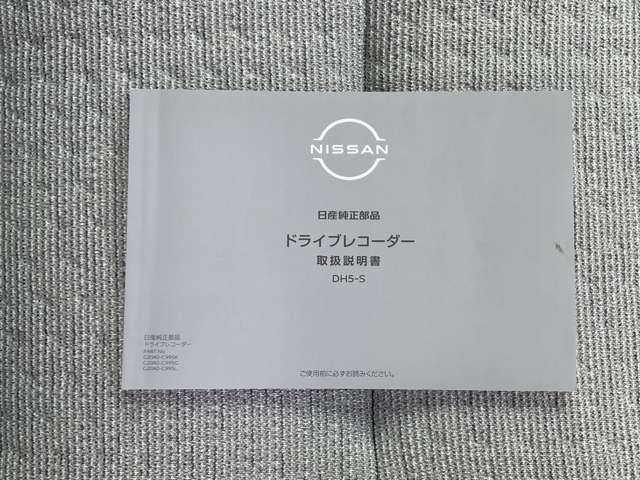 NISSAN
日産純正部品
ドライブレコーダー
取扱説明書
DH5-S
日産純正部品
ドライブレコーダー
PART No.
ご使用前に必ずお読みください。